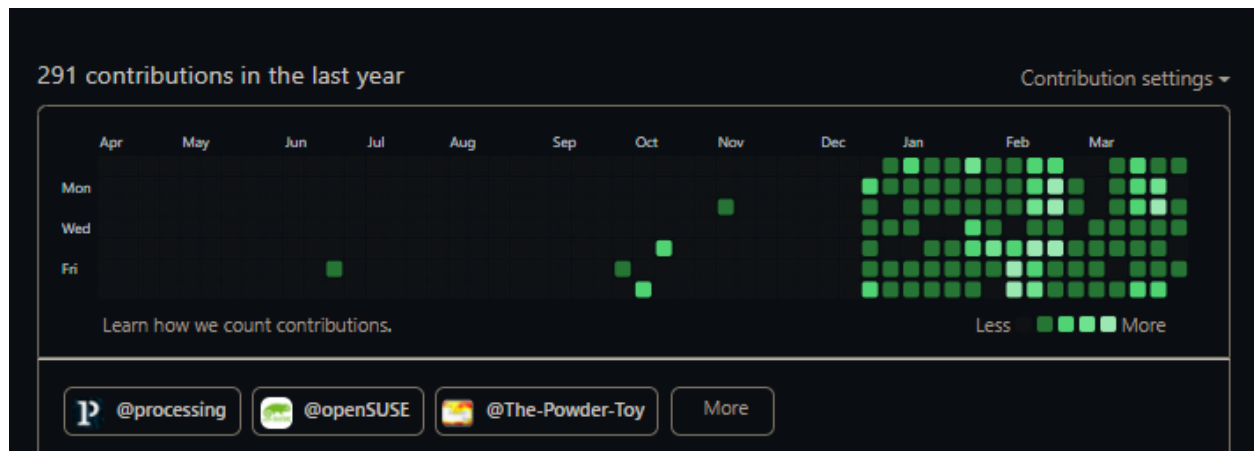 291 contributions in the last year
Contribution settings
Apr May Jun Jul Aug Sep Oct Nov Dec Jan Feb Mar
Mon
Wed
Fri
Learn how we count contributions.
Less More
@processing @openSUSE @The-Powder-Toy More